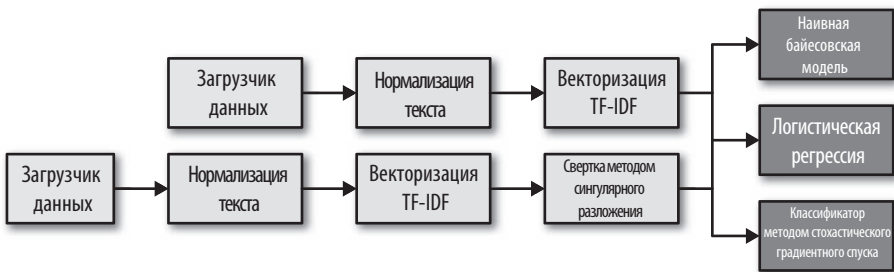 Загрузчик
данных
Нормализация
текста
Векторизация
TF-IDF
Загрузчик
данных
Нормализация
текста
Векторизация
TF-IDF
Свертка методом
сингулярного
разложения
Наивная
байесовская
модель
Логистическая
регрессия
Классификатор
методом стохастического
градиентного спуска